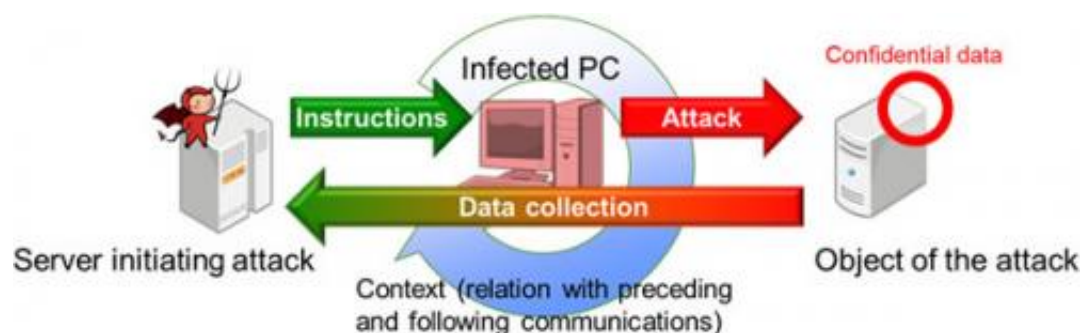 Confidential data
Infected PC
Instructions
Attack
Data collection
Server initiating attack
Object of the attack
Context (relation with preceding
and following communications)